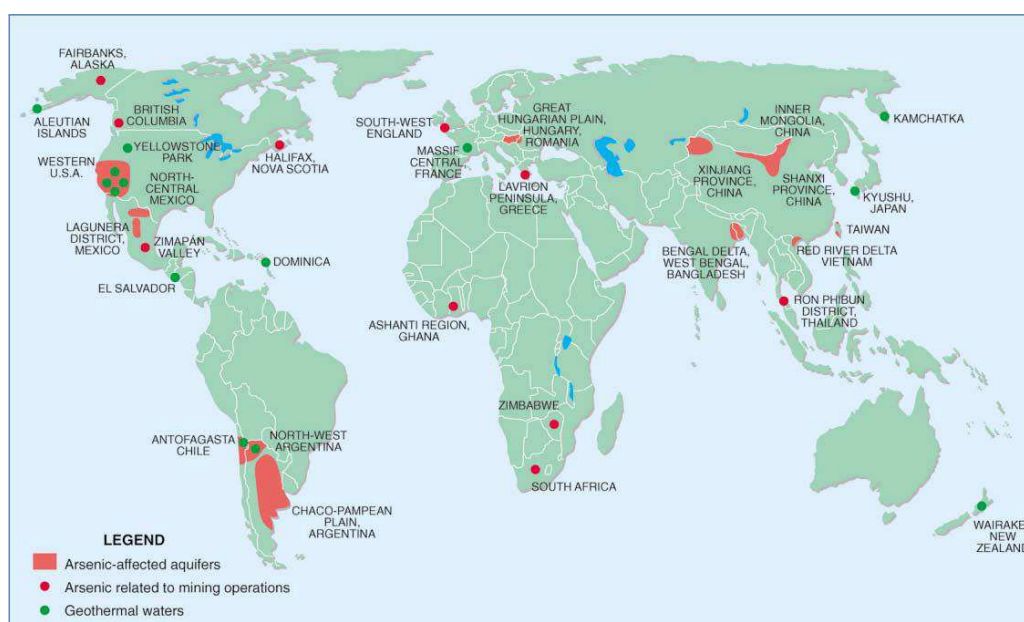 FAIRBANKS,
ALASKA
ALEUTIAN
ISLANDS
BRITISH
COLUMBIA
YELLOWSTONE
PARK
WESTERN
U.S.A.
NORTH-
CENTRAL
MEXICO
HALIFAX,
NOVA SCOTIA
LAGUNERA
DISTRICT,
MEXICO
ZIMAPÁN
VALLEY
DOMINICA
EL SALVADOR
SOUTH-WEST
ENGLAND
GREAT
HUNGARIAN PLAIN,
HUNGARY,
ROMANIA
MASSIF
CENTRAL,
FRANCE
LAVRION
PENINSULA,
GREECE
INNER
MONGOLIA,
CHINA
KAMCHATKA
XINJIANG
PROVINCE,
CHINA
SHANXI
PROVINCE,
CHINA
KYUSHU,
JAPAN
TAIWAN
BENGAL DELTA,
WEST BENGAL,
BANGLADESH
RED RIVER DELTA
VIETNAM
RON PHIBUN
DISTRICT,
THAILAND
ASHANTI REGION,
GHANA
ZIMBABWE
SOUTH AFRICA
ANTOFAGASTA
CHILE
NORTH-WEST
ARGENTINA
CHACO-PAMPEAN
PLAIN,
ARGENTINA
WAIRAKE
NEW
ZEALAND
LEGEND
Arsenic-affected aquifers
Arsenic related to mining operations
Geothermal waters